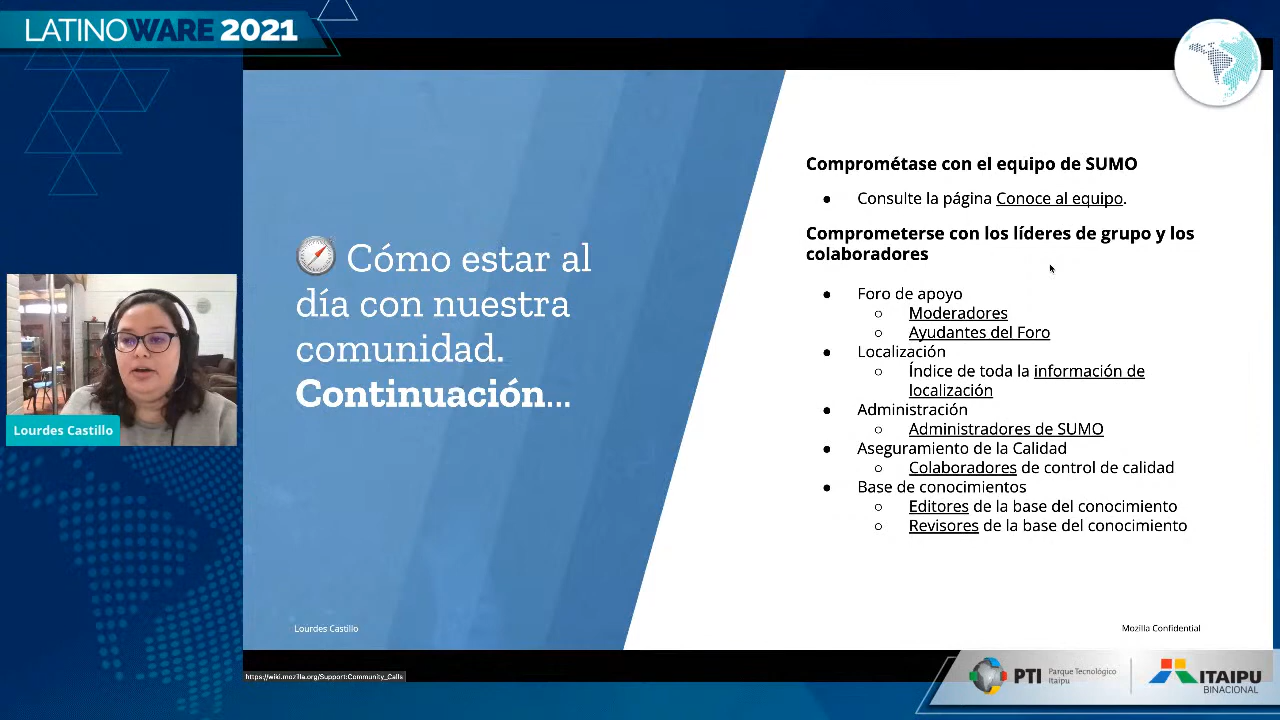 LATINOWARE 2021
Comprométase con el equipo de SUMO
● Consulte la página Conoce al equipo.
Comprometerse con los líderes de grupo y los
colaboradores
● Foro de apoyo
○ Moderadores
○ Ayudantes del Foro
● Localización
○ Índice de toda la información de
localización
● Administración
○ Administradores de SUMO
● Aseguramiento de la Calidad
○ Colaboradores de control de calidad
● Base de conocimientos
○ Editores de la base del conocimiento
○ Revisores de la base del conocimiento
Cómo estar al
día con nuestra
comunidad.
Continuación...
Lourdes Castillo
Lourdes Castillo
Mozilla Confidential
https://wiki.mozilla.org/Support:Community_Calls
PTI
Parque Tecnológico
Itaipu
ITAIPU
BINACIONAL